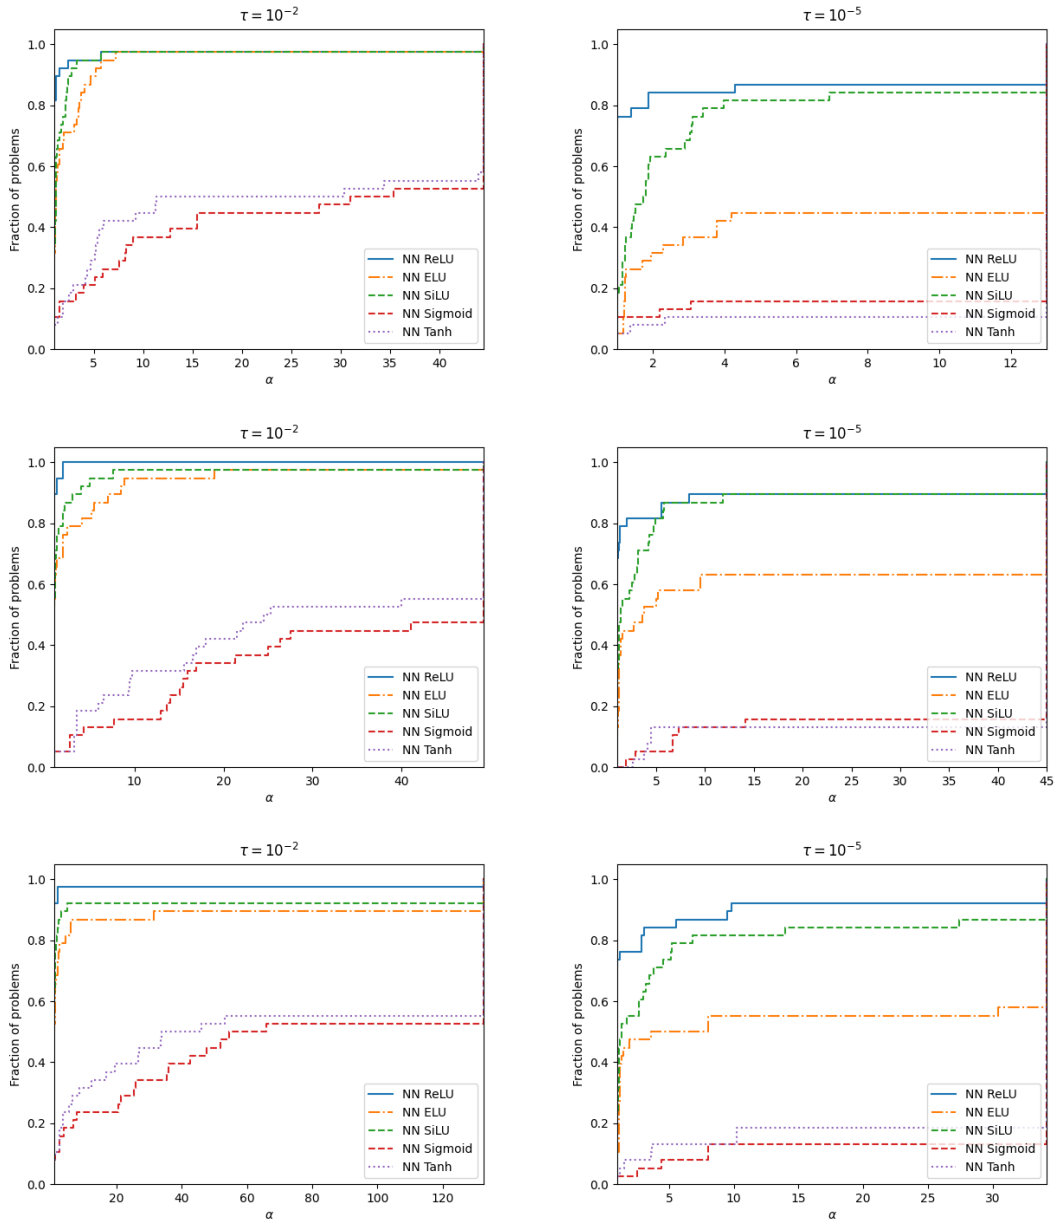 τ = 10⁻²
1.0
0.8
0.6
0.4
0.2
0.0
Fraction of problems
5 10 15 20 25 30 35 40
α
NN ReLU
NN ELU
NN SiLU
NN Sigmoid
NN Tanh
τ = 10⁻⁵
1.0
0.8
0.6
0.4
0.2
0.0
Fraction of problems
2 4 6 8 10 12
α
NN ReLU
NN ELU
NN SiLU
NN Sigmoid
NN Tanh
τ = 10⁻²
1.0
0.8
0.6
0.4
0.2
0.0
Fraction of problems
10 20 30 40
α
NN ReLU
NN ELU
NN SiLU
NN Sigmoid
NN Tanh
τ = 10⁻⁵
1.0
0.8
0.6
0.4
0.2
0.0
Fraction of problems
5 10 15 20 25 30 35 40 45
α
NN ReLU
NN ELU
NN SiLU
NN Sigmoid
NN Tanh
τ = 10⁻²
1.0
0.8
0.6
0.4
0.2
0.0
Fraction of problems
20 40 60 80 100 120
α
NN ReLU
NN ELU
NN SiLU
NN Sigmoid
NN Tanh
τ = 10⁻⁵
1.0
0.8
0.6
0.4
0.2
0.0
Fraction of problems
5 10 15 20 25 30
α
NN ReLU
NN ELU
NN SiLU
NN Sigmoid
NN Tanh